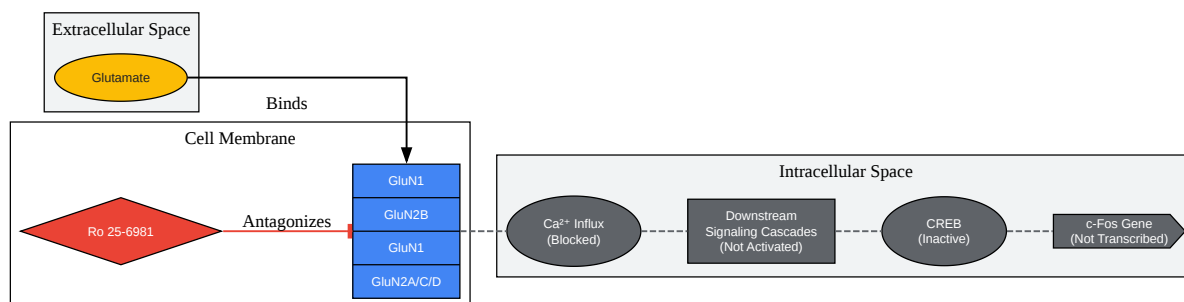 Extracellular Space
Glutamate
Binds
Cell Membrane
Ro 25-6981
Antagonizes
GluN1
GluN2B
GluN1
GluN2A/C/D
Intracellular Space
Ca²⁺ Influx
(Blocked)
Downstream
Signaling Cascades
(Not Activated)
CREB
(Inactive)
c-Fos Gene
(Not Transcribed)